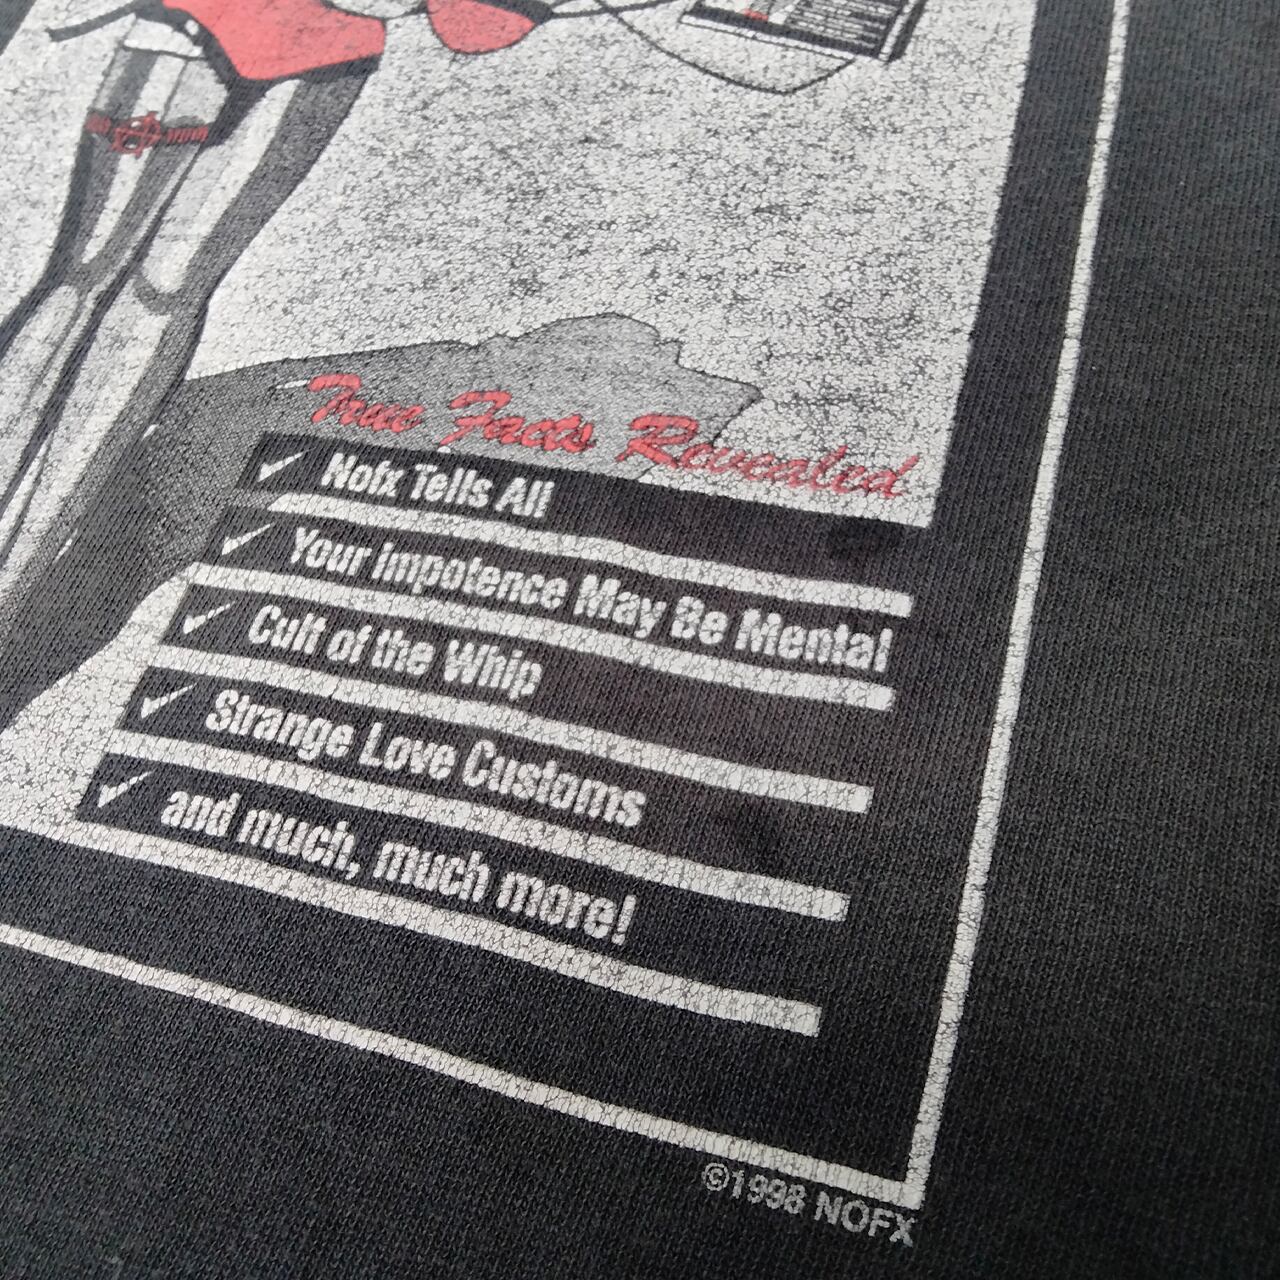 True Facts Revealed
✓ Nofx Tells All
✓ Your Impotence May Be Mental
✓ Cult of the Whip
✓ Strange Love Customs
✓ and much, much more!
©1998 NOFX